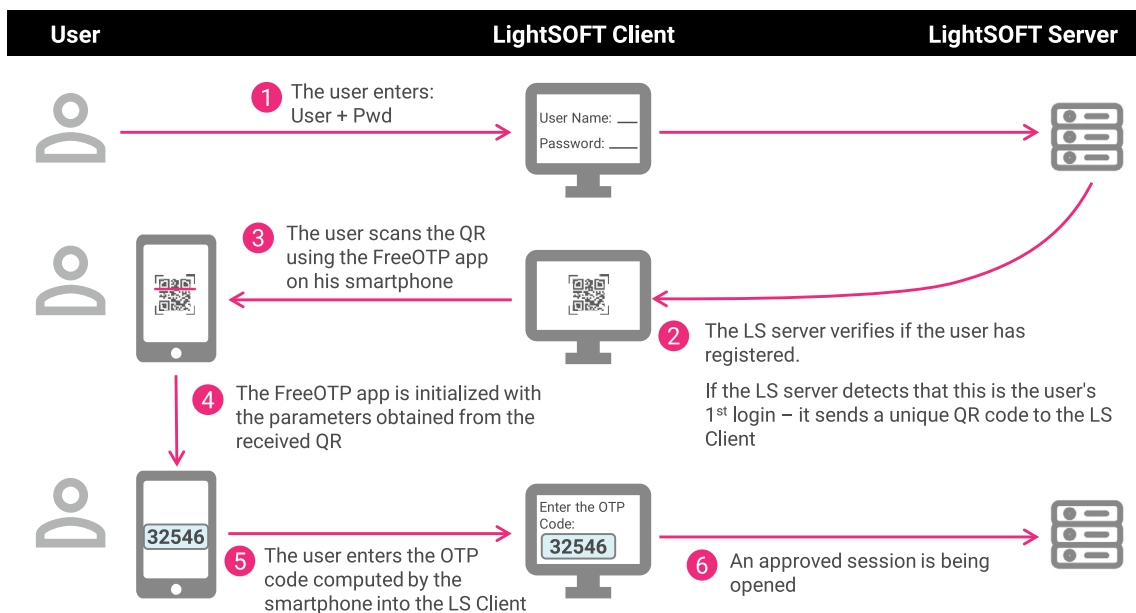 User
LightSOFT Client
LightSOFT Server
1
The user enters:
User + Pwd
User Name: ___
Password: ____
3
The user scans the QR
using the FreeOTP app
on his smartphone
2
The LS server verifies if the user has
registered.
If the LS server detects that this is the user's
1st login – it sends a unique QR code to the LS
Client
4
The FreeOTP app is initialized with
the parameters obtained from the
received QR
32546
5
The user enters the OTP
code computed by the
smartphone into the LS Client
Enter the OTP
Code:
32546
6
An approved session is being
opened